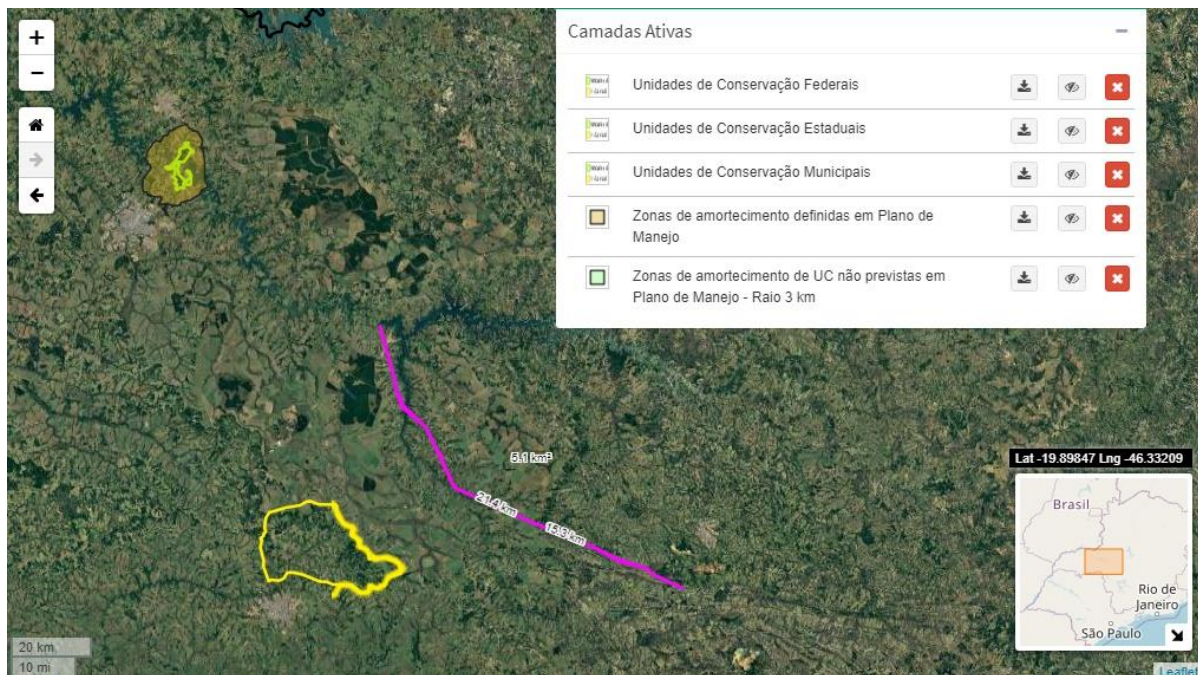 +
−
Camadas Ativas
Unidades de Conservação Federais
Unidades de Conservação Estaduais
Unidades de Conservação Municipais
Zonas de amortecimento definidas em Plano de
Manejo
Zonas de amortecimento de UC não previstas em
Plano de Manejo - Raio 3 km
5.1 km²
21.4 km
15.3 km
Lat -19.89847 Lng -46.33209
Brasil
Rio de
Janeiro
São Paulo
20 km
10 mi
Leaflet